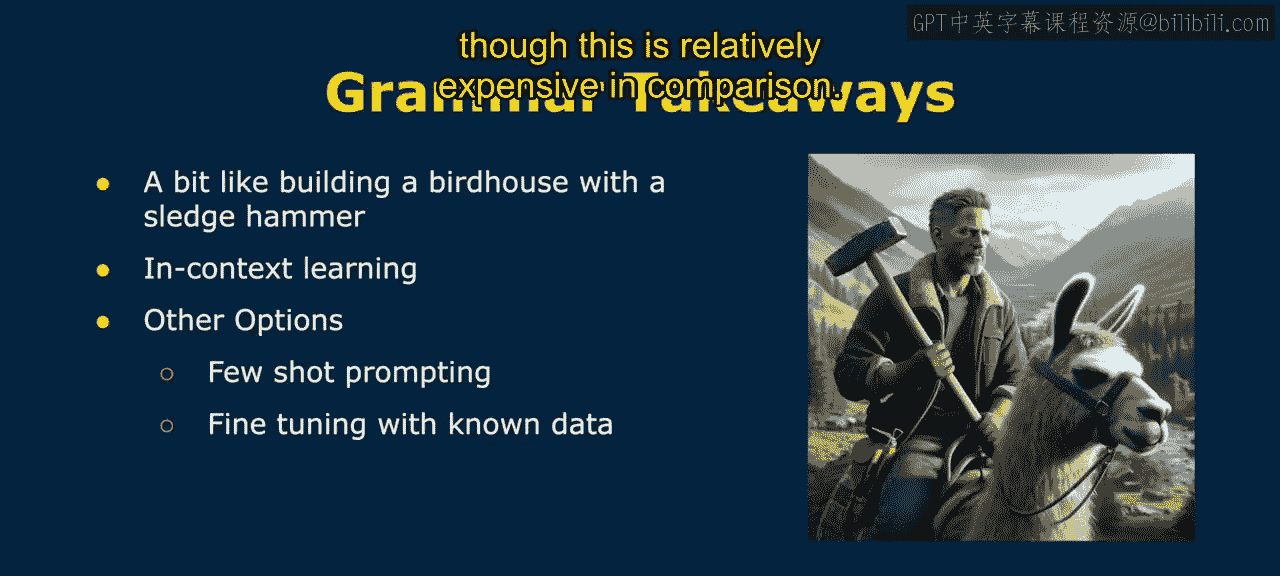 GPT中英字幕课程资源@bilibili.com
though this is relatively
expensive in comparison.
Grammar Takeaways
● A bit like building a birdhouse with a
sledge hammer
● In-context learning
● Other Options
○ Few shot prompting
○ Fine tuning with known data